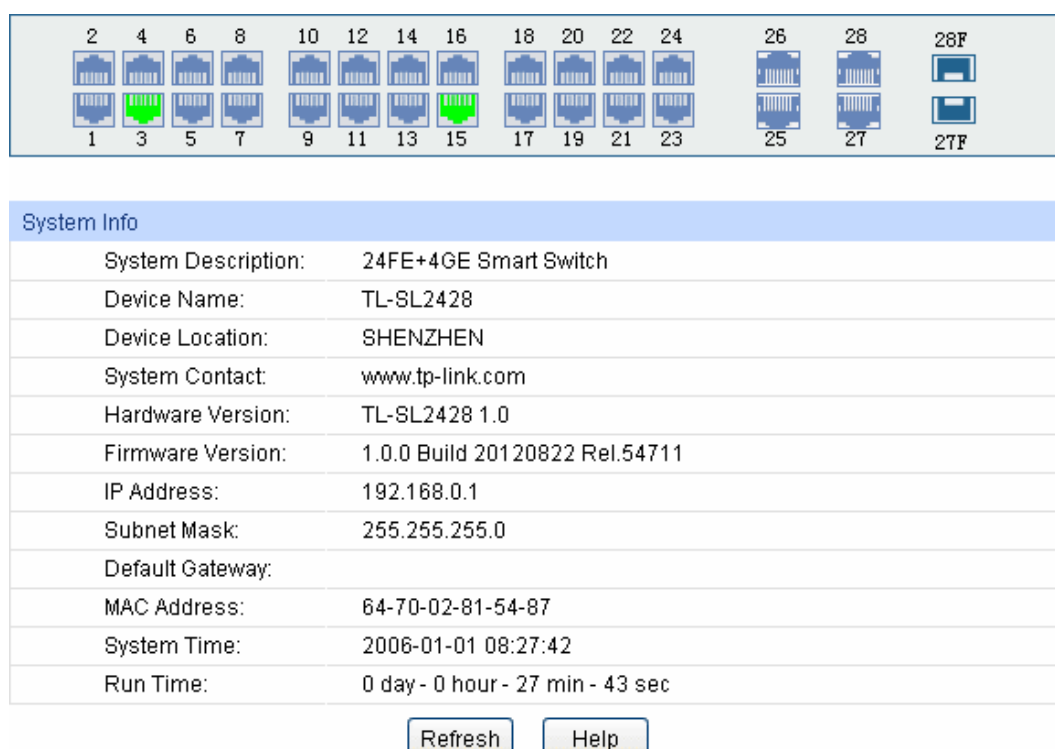 2 4 6 8 10 12 14 16 18 20 22 24 26 28 28F
1 3 5 7 9 11 13 15 17 19 21 23 25 27 27F
System Info
System Description: 24FE+4GE Smart Switch
Device Name: TL-SL2428
Device Location: SHENZHEN
System Contact: www.tp-link.com
Hardware Version: TL-SL2428 1.0
Firmware Version: 1.0.0 Build 20120822 Rel.54711
IP Address: 192.168.0.1
Subnet Mask: 255.255.255.0
Default Gateway:
MAC Address: 64-70-02-81-54-87
System Time: 2006-01-01 08:27:42
Run Time: 0 day - 0 hour - 27 min - 43 sec
Refresh Help